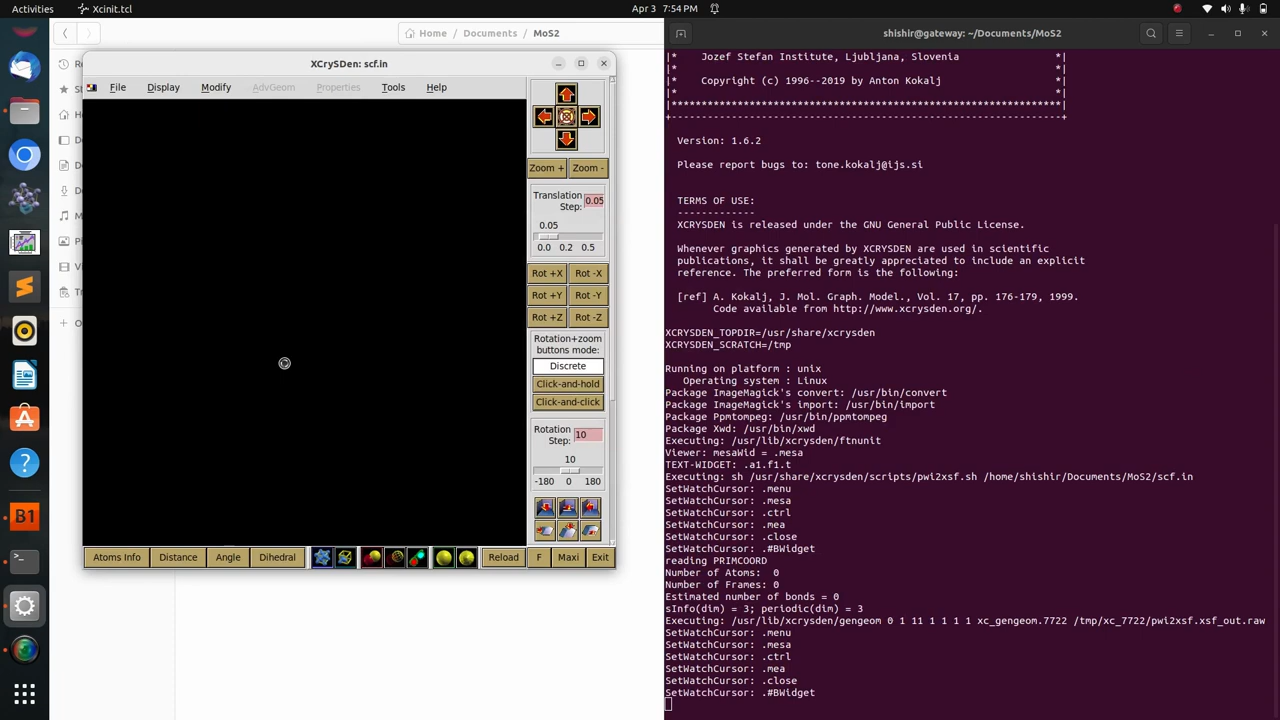 Activities
Xcinit.tcl
Apr 3 7:54 PM
Home / Documents / MoS2
XCrySDen: scf.in
File Display Modify AdvGeom Properties Tools Help
Zoom + Zoom -
Translation
Step: 0.05
0.05
0.0 0.2 0.5
Rot +X Rot -X
Rot +Y Rot -Y
Rot +Z Rot -Z
Rotation+zoom
buttons mode:
Discrete
Click-and-hold
Click-and-click
Rotation
Step: 10
10
-180 0 180
Atoms Info Distance Angle Dihedral Reload F Maxi Exit
shishir@gateway: ~/Documents/MoS2
|* Jozef Stefan Institute, Ljubljana, Slovenia *|
|* *|
|* Copyright (c) 1996--2019 by Anton Kokalj *|
|* *|
|*****************************************************************|
+-----------------------------------------------------------------+
Version: 1.6.2
Please report bugs to: tone.kokalj@ijs.si
TERMS OF USE:
-------------
XCRYSDEN is released under the GNU General Public License.
Whenever graphics generated by XCRYSDEN are used in scientific
publications, it shall be greatly appreciated to include an explicit
reference. The preferred form is the following:
[ref] A. Kokalj, J. Mol. Graph. Model., Vol. 17, pp. 176-179, 1999.
Code available from http://www.xcrysden.org/.
XCRYSDEN_TOPDIR=/usr/share/xcrysden
XCRYSDEN_SCRATCH=/tmp
Running on platform : unix
Operating system : Linux
Package ImageMagick's convert: /usr/bin/convert
Package ImageMagick's import: /usr/bin/import
Package Ppmtompeg: /usr/bin/ppmtompeg
Package Xwd: /usr/bin/xwd
Executing: /usr/lib/xcrysden/ftnunit
Viewer: mesaWid = .mesa
TEXT-WIDGET: .a1.f1.t
Executing: sh /usr/share/xcrysden/scripts/pwi2xsf.sh /home/shishir/Documents/MoS2/scf.in
SetWatchCursor: .menu
SetWatchCursor: .mesa
SetWatchCursor: .ctrl
SetWatchCursor: .mea
SetWatchCursor: .close
SetWatchCursor: .#BWidget
reading PRIMCOORD
Number of Atoms: 0
Number of Frames: 0
Estimated number of bonds = 0
sInfo(dim) = 3; periodic(dim) = 3
Executing: /usr/lib/xcrysden/gengeom 0 1 11 1 1 1 1 xc_gengeom.7722 /tmp/xc_7722/pwi2xsf.xsf_out.raw
SetWatchCursor: .menu
SetWatchCursor: .mesa
SetWatchCursor: .ctrl
SetWatchCursor: .mea
SetWatchCursor: .close
SetWatchCursor: .#BWidget